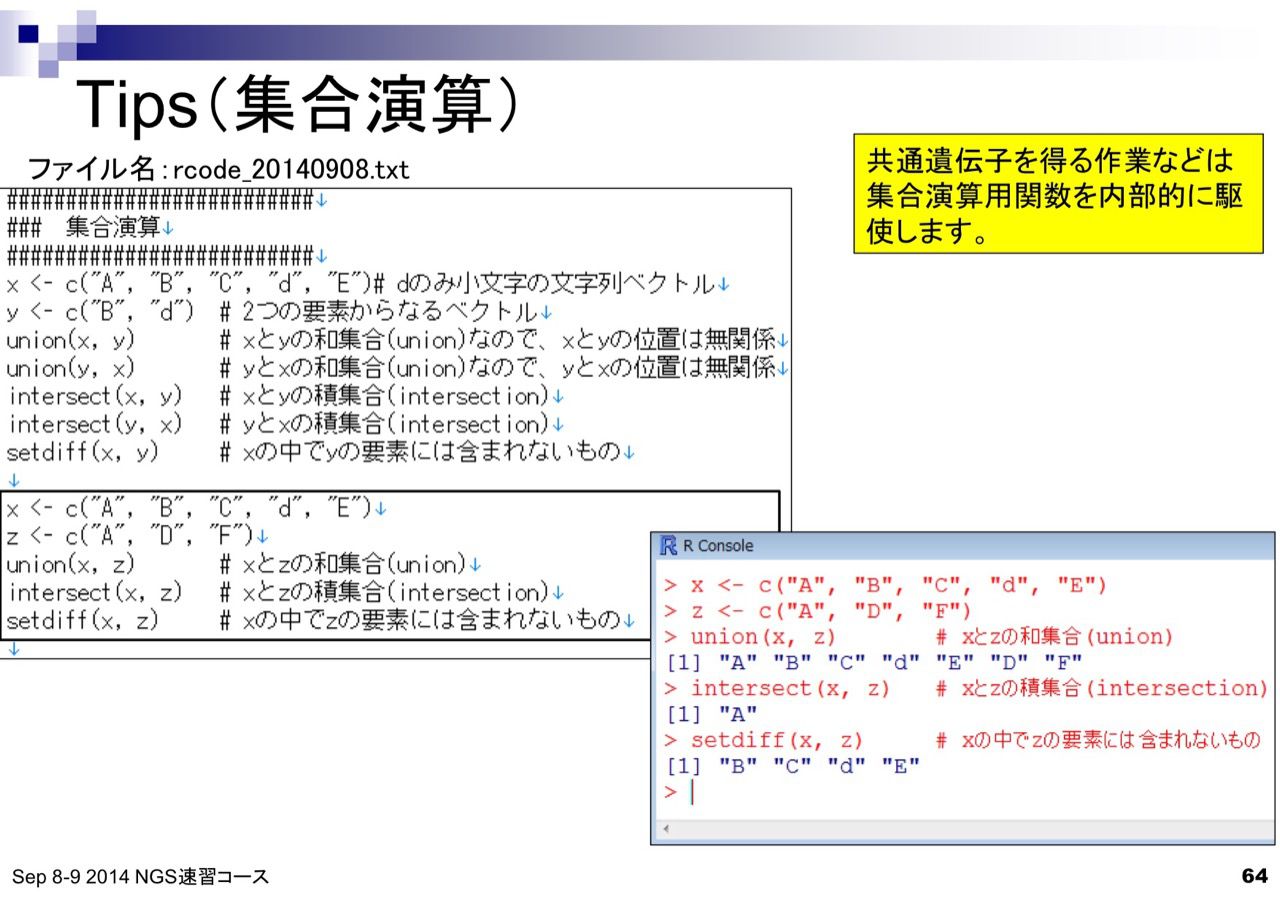 Tips(集合演算)
ファイル名:rcode_20140908.txt
共通遺伝子を得る作業などは
集合演算用関数を内部的に駆
使します。
##########################↓
### 集合演算↓
##########################↓
x <- c("A", "B", "C", "d", "E")# dのみ小文字の文字列ベクトル↓
y <- c("B", "d") # 2つの要素からなるベクトル↓
union(x, y) # xとyの和集合(union)なので、xとyの位置は無関係↓
union(y, x) # yとxの和集合(union)なので、yとxの位置は無関係↓
intersect(x, y) # xとyの積集合(intersection)↓
intersect(y, x) # yとxの積集合(intersection)↓
setdiff(x, y) # xの中でyの要素には含まれないもの↓
↓
x <- c("A", "B", "C", "d", "E")↓
z <- c("A", "D", "F")↓
union(x, z) # xとzの和集合(union)↓
intersect(x, z) # xとzの積集合(intersection)↓
setdiff(x, z) # xの中でzの要素には含まれないもの↓
↓
R Console
> x <- c("A", "B", "C", "d", "E")
> z <- c("A", "D", "F")
> union(x, z) # xとzの和集合(union)
[1] "A" "B" "C" "d" "E" "D" "F"
> intersect(x, z) # xとzの積集合(intersection)
[1] "A"
> setdiff(x, z) # xの中でzの要素には含まれないもの
[1] "B" "C" "d" "E"
>
Sep 8-9 2014 NGS速習コース
64